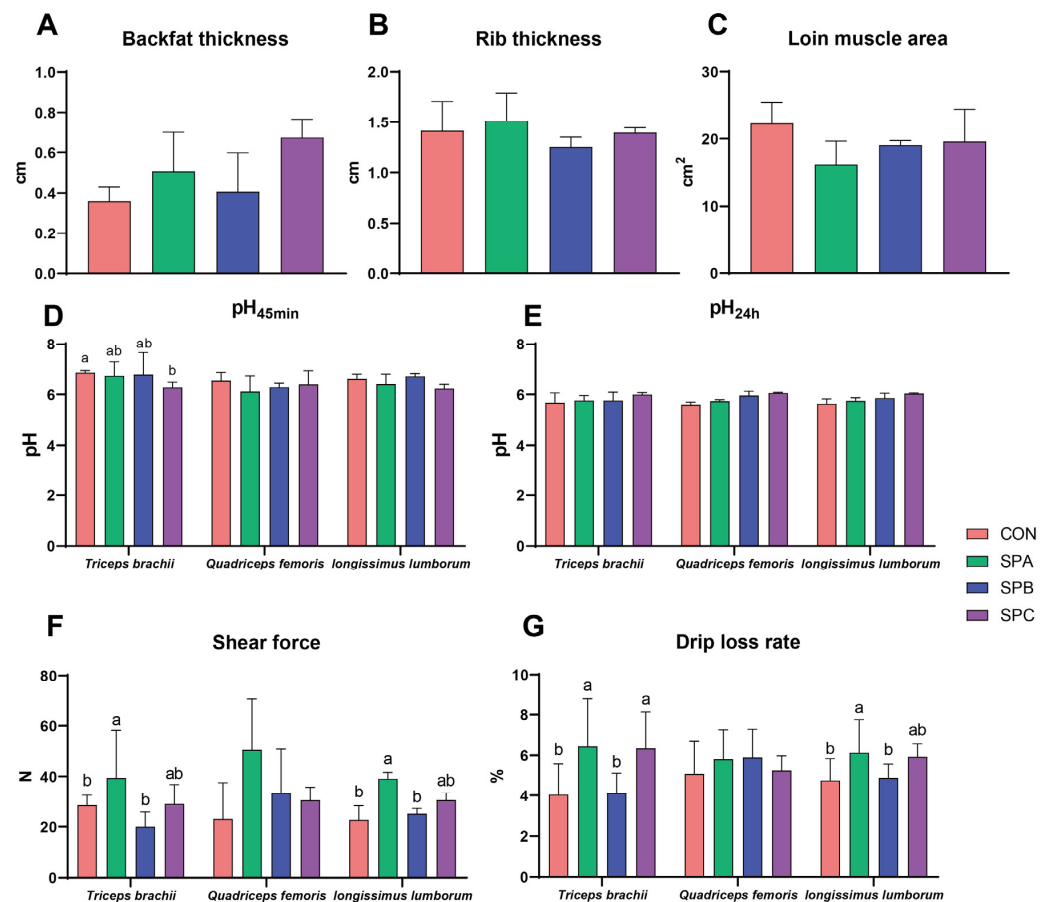 A
Backfat thickness
1.0
0.8
0.6
0.4
0.2
0.0
cm
B
Rib thickness
2.0
1.5
1.0
0.5
0.0
cm
C
Loin muscle area
30
20
10
0
cm2
D
pH45min
8
6
4
2
0
pH
a
ab
ab
b
Triceps brachii
Quadriceps femoris
longissimus lumborum
E
pH24h
8
6
4
2
0
pH
Triceps brachii
Quadriceps femoris
longissimus lumborum
CON
SPA
SPB
SPC
F
Shear force
80
60
40
20
0
N
b
a
b
ab
b
a
b
ab
Triceps brachii
Quadriceps femoris
longissimus lumborum
G
Drip loss rate
10
8
6
4
2
0
%
b
a
b
a
b
a
b
ab
Triceps brachii
Quadriceps femoris
longissimus lumborum